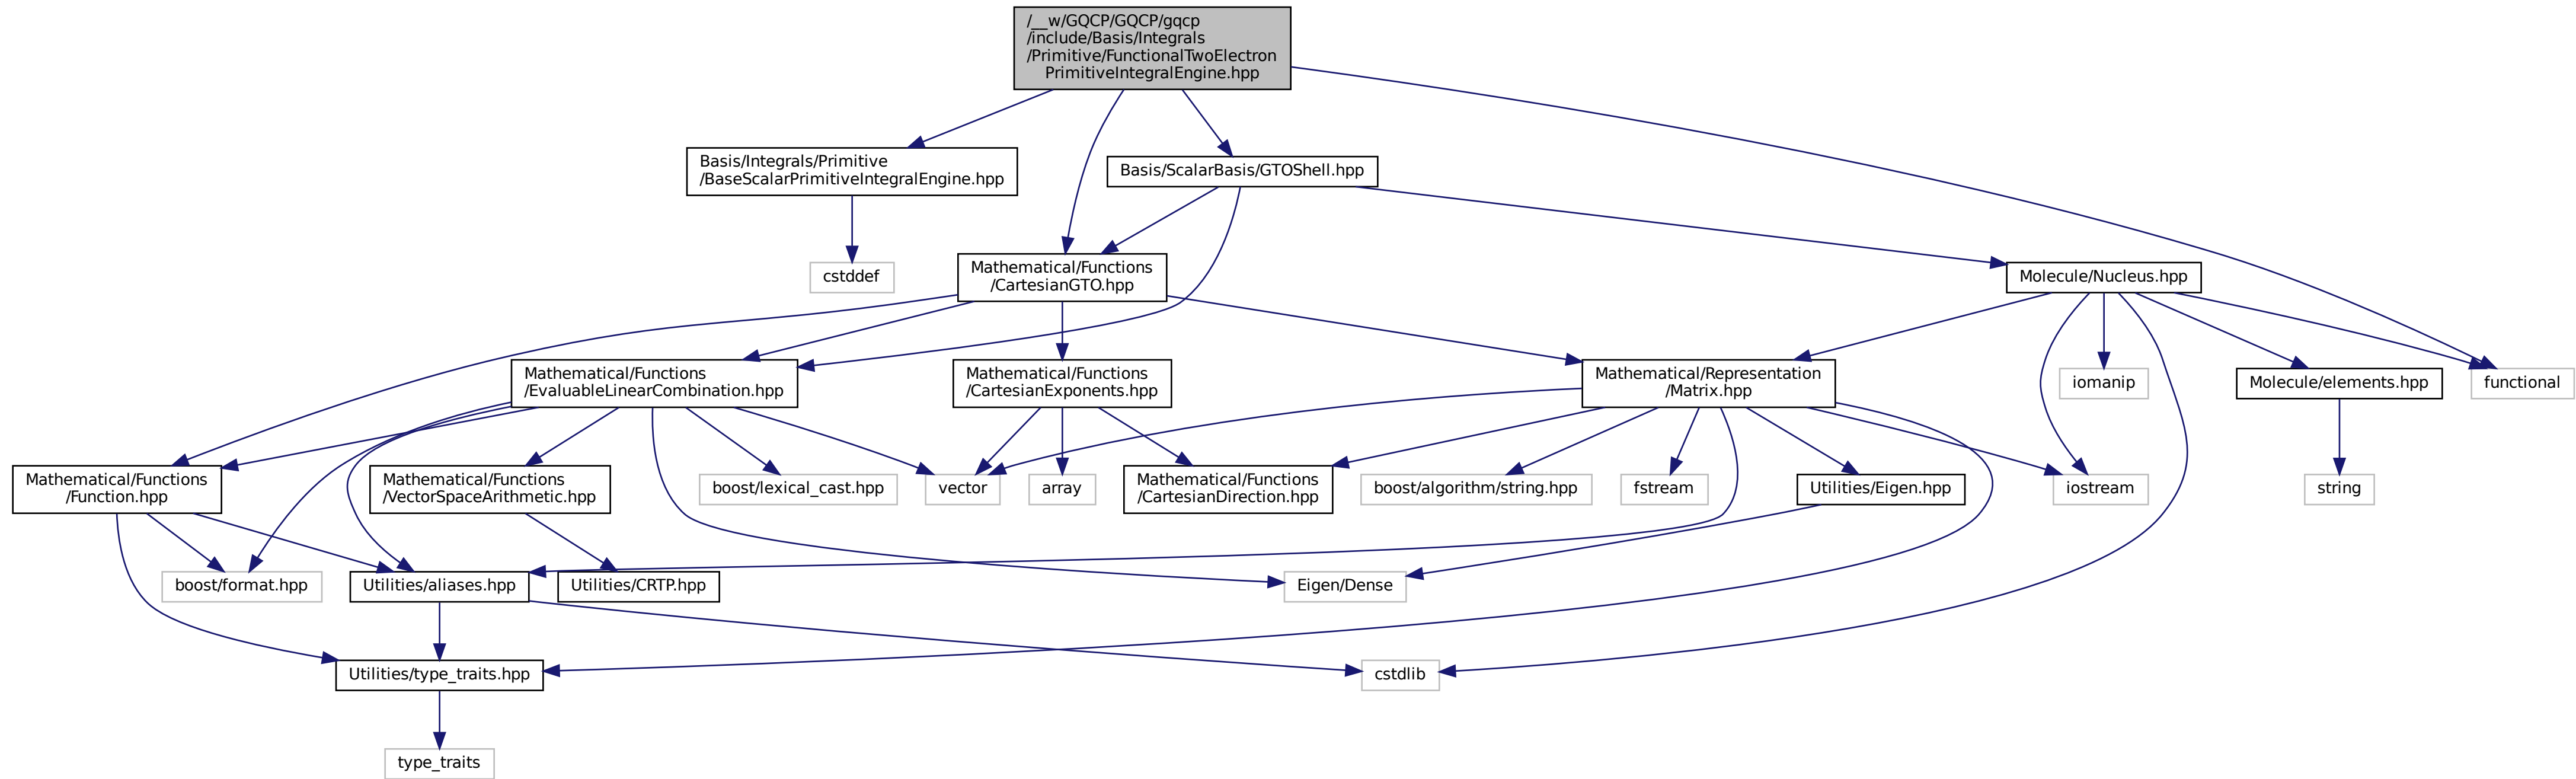 /__w/GQCP/GQCP/gqcp
/include/Basis/Integrals
/Primitive/FunctionalTwoElectron
PrimitiveIntegralEngine.hpp
Basis/Integrals/Primitive
/BaseScalarPrimitiveIntegralEngine.hpp
Basis/ScalarBasis/GTOShell.hpp
cstddef
Mathematical/Functions
/CartesianGTO.hpp
Molecule/Nucleus.hpp
Mathematical/Functions
/EvaluableLinearCombination.hpp
Mathematical/Functions
/CartesianExponents.hpp
Mathematical/Representation
/Matrix.hpp
iomanip
Molecule/elements.hpp
functional
Mathematical/Functions
/Function.hpp
Mathematical/Functions
/VectorSpaceArithmetic.hpp
boost/lexical_cast.hpp
vector
array
Mathematical/Functions
/CartesianDirection.hpp
boost/algorithm/string.hpp
fstream
Utilities/Eigen.hpp
iostream
string
boost/format.hpp
Utilities/aliases.hpp
Utilities/CRTP.hpp
Eigen/Dense
Utilities/type_traits.hpp
cstdlib
type_traits